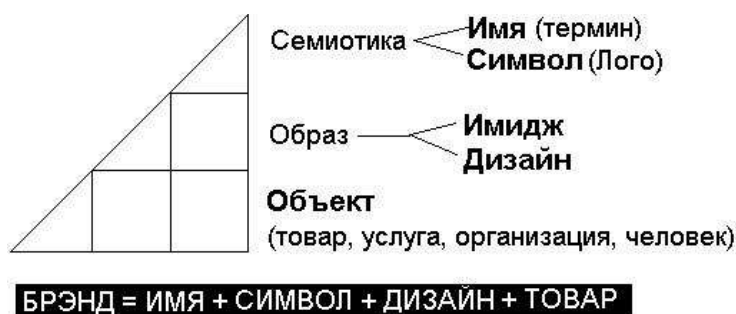 Семиотика
Имя (термин)
Символ (Лого)
Образ
Имидж
Дизайн
Объект
(товар, услуга, организация, человек)
БРЭНД = ИМЯ + СИМВОЛ + ДИЗАЙН + ТОВАР